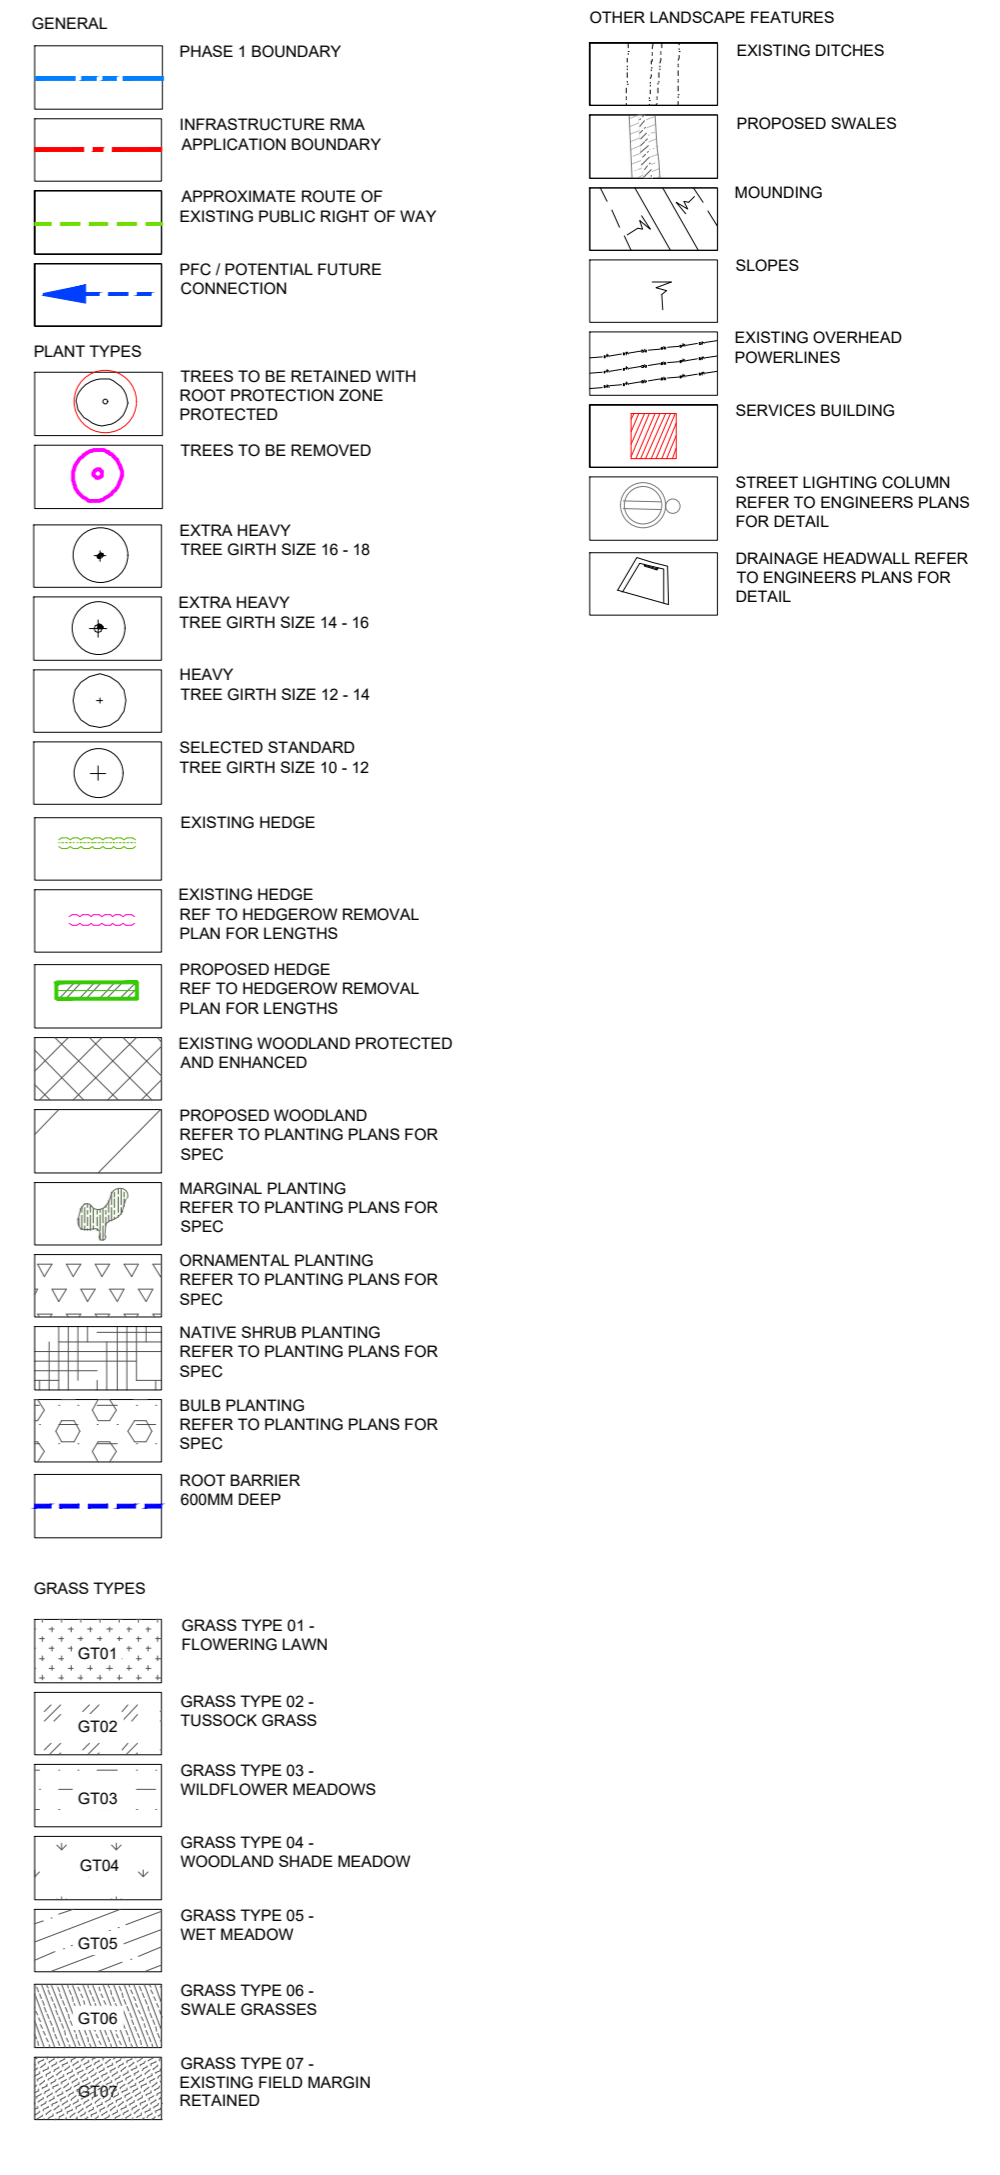 GENERAL
PHASE 1 BOUNDARY
INFRASTRUCTURE RMA
APPLICATION BOUNDARY
APPROXIMATE ROUTE OF
EXISTING PUBLIC RIGHT OF WAY
PFC / POTENTIAL FUTURE
CONNECTION
PLANT TYPES
TREES TO BE RETAINED WITH
ROOT PROTECTION ZONE
PROTECTED
TREES TO BE REMOVED
EXTRA HEAVY
TREE GIRTH SIZE 16 - 18
EXTRA HEAVY
TREE GIRTH SIZE 14 - 16
HEAVY
TREE GIRTH SIZE 12 - 14
SELECTED STANDARD
TREE GIRTH SIZE 10 - 12
EXISTING HEDGE
EXISTING HEDGE
REF TO HEDGEROW REMOVAL
PLAN FOR LENGTHS
PROPOSED HEDGE
REF TO HEDGEROW REMOVAL
PLAN FOR LENGTHS
EXISTING WOODLAND PROTECTED
AND ENHANCED
PROPOSED WOODLAND
REFER TO PLANTING PLANS FOR
SPEC
MARGINAL PLANTING
REFER TO PLANTING PLANS FOR
SPEC
ORNAMENTAL PLANTING
REFER TO PLANTING PLANS FOR
SPEC
NATIVE SHRUB PLANTING
REFER TO PLANTING PLANS FOR
SPEC
BULB PLANTING
REFER TO PLANTING PLANS FOR
SPEC
ROOT BARRIER
600MM DEEP
GRASS TYPES
GT01
GRASS TYPE 01 -
FLOWERING LAWN
GT02
GRASS TYPE 02 -
TUSSOCK GRASS
GT03
GRASS TYPE 03 -
WILDFLOWER MEADOWS
GT04
GRASS TYPE 04 -
WOODLAND SHADE MEADOW
GT05
GRASS TYPE 05 -
WET MEADOW
GT06
GRASS TYPE 06 -
SWALE GRASSES
GT07
GRASS TYPE 07 -
EXISTING FIELD MARGIN
RETAINED
OTHER LANDSCAPE FEATURES
EXISTING DITCHES
PROPOSED SWALES
MOUNDING
SLOPES
EXISTING OVERHEAD
POWERLINES
SERVICES BUILDING
STREET LIGHTING COLUMN
REFER TO ENGINEERS PLANS
FOR DETAIL
DRAINAGE HEADWALL REFER
TO ENGINEERS PLANS FOR
DETAIL